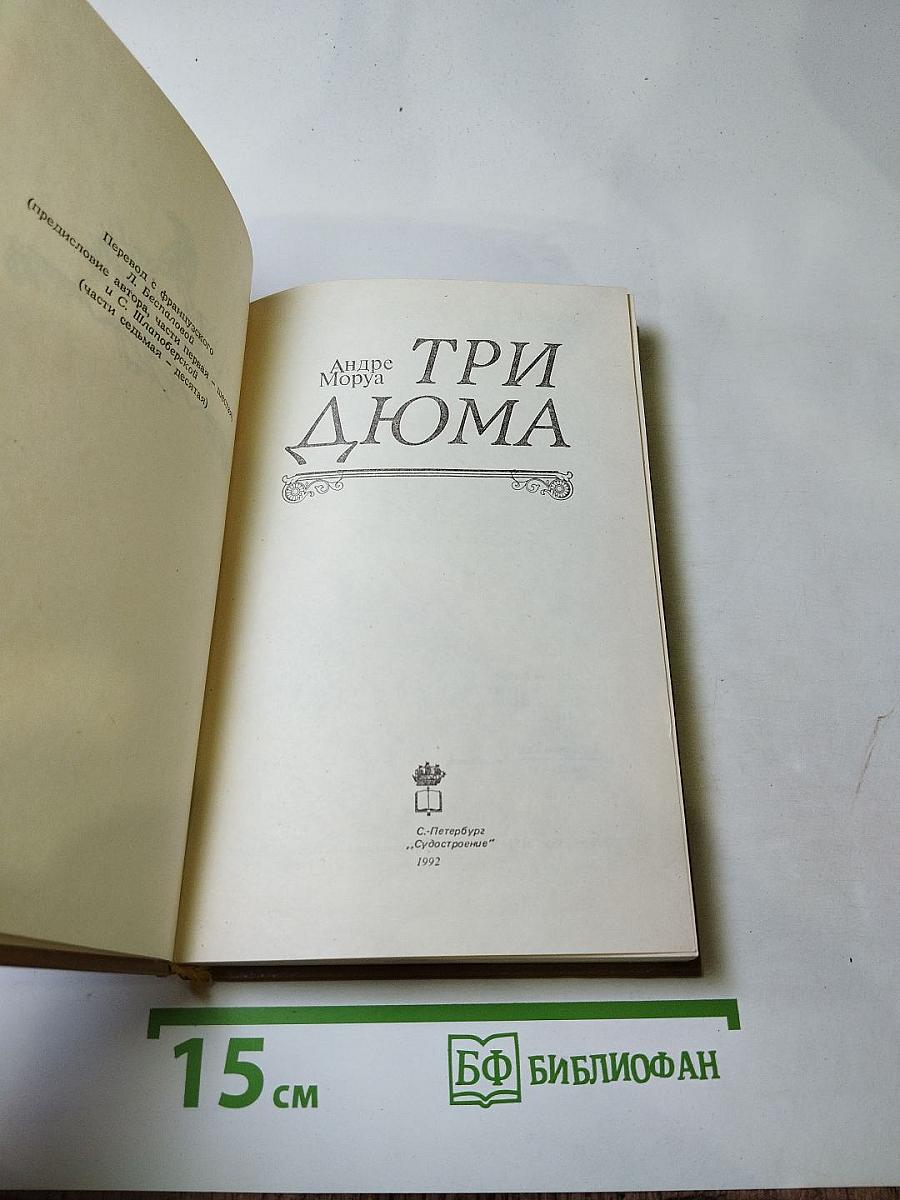 Перевод с французского
Л. Беспаловой
(предисловие автора, части первая – шестая)
и С. Шлапоберской
(части седьмая – десятая)
Андре
Моруа
ТРИ
ДЮМА
С.-Петербург
„Судостроение"
1992
15 см
БФ БИБЛИОФАН